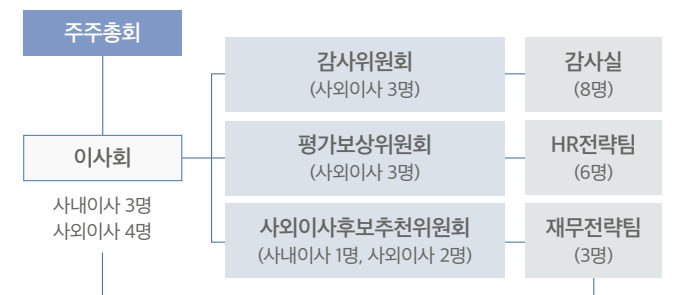 주주총회
이사회
사내이사 3명
사외이사 4명
감사위원회
(사외이사 3명)
감사실
(8명)
평가보상위원회
(사외이사 3명)
HR전략팀
(6명)
사외이사후보추천위원회
(사내이사 1명, 사외이사 2명)
재무전략팀
(3명)